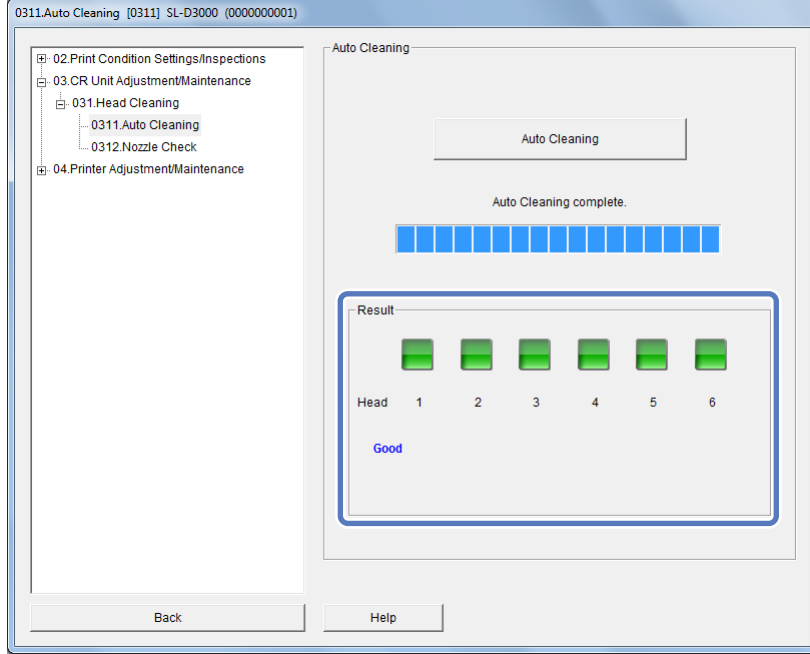 0311.Auto Cleaning [0311] SL-D3000 (0000000001)
02.Print Condition Settings/Inspections
03.CR Unit Adjustment/Maintenance
031.Head Cleaning
0311.Auto Cleaning
0312.Nozzle Check
04.Printer Adjustment/Maintenance
Auto Cleaning
Auto Cleaning
Auto Cleaning complete.
Result
Head 1 2 3 4 5 6
Good
Back Help